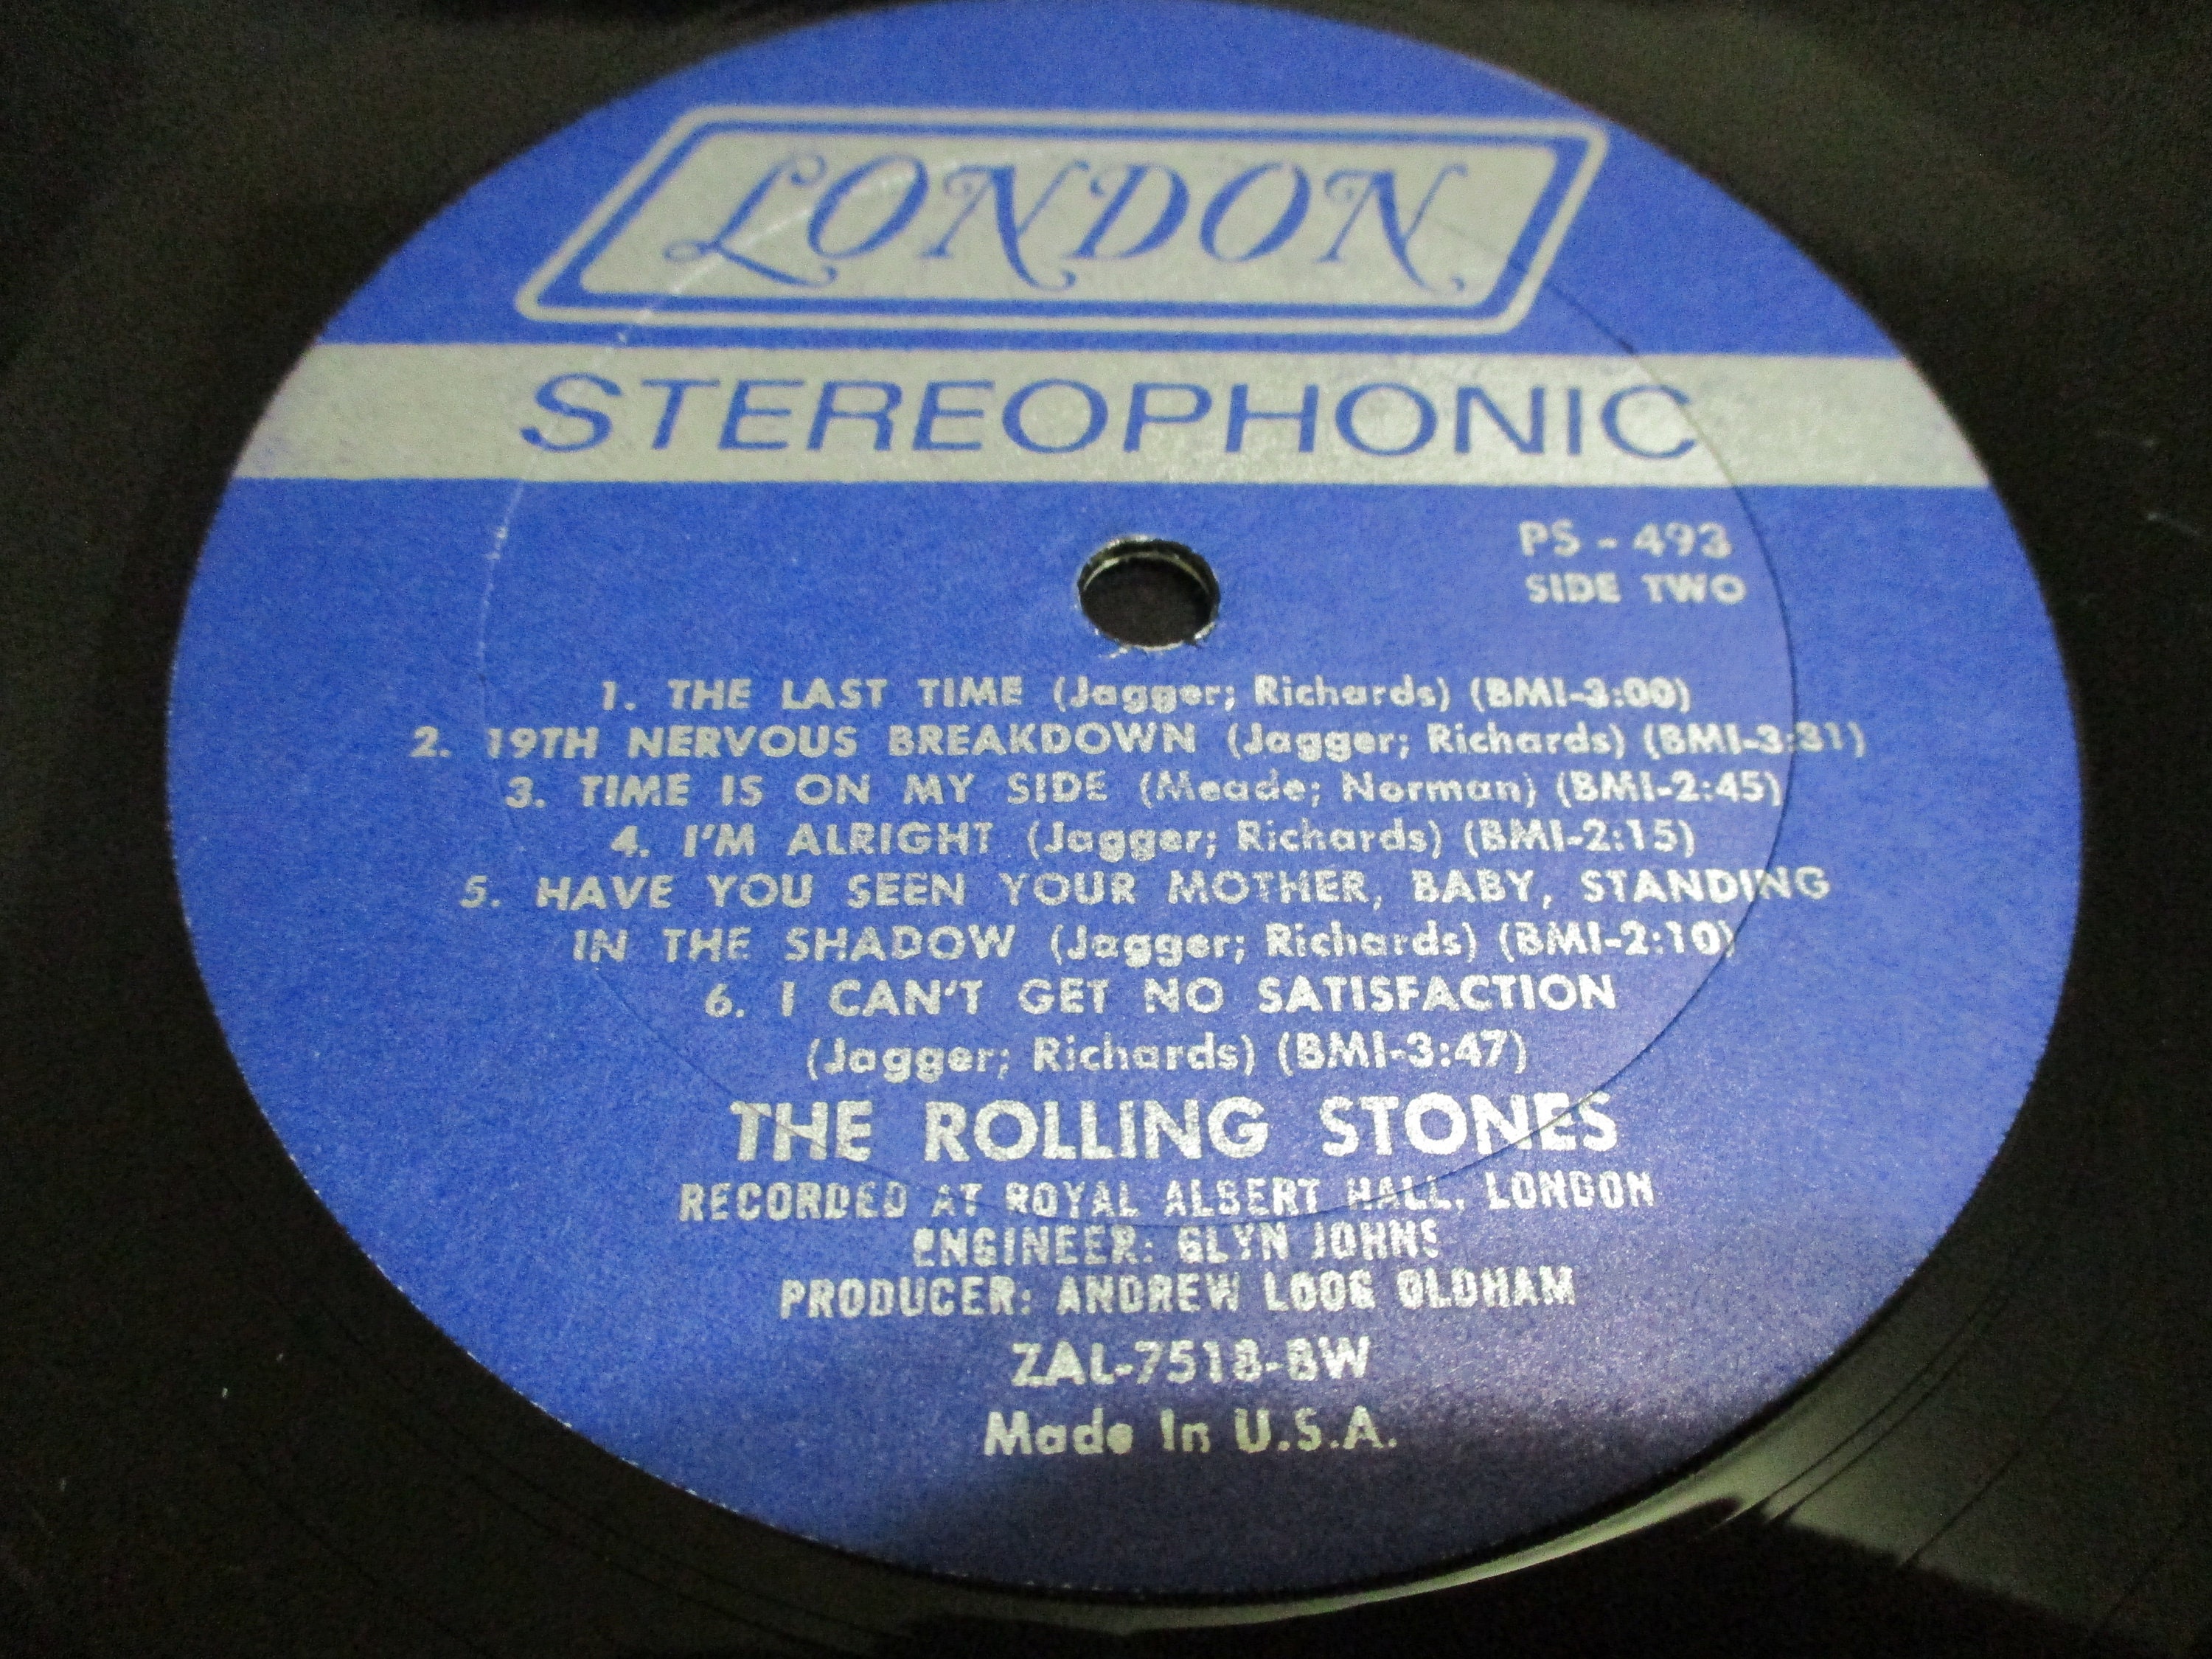 LONDON
STEREOPHONIC
PS - 493
SIDE TWO
1. THE LAST TIME (Jagger; Richards) (BMI-3:00)
2. 19TH NERVOUS BREAKDOWN (Jagger; Richards) (BMI-3:31)
3. TIME IS ON MY SIDE (Meade; Norman) (BMI-2:45)
4. I'M ALRIGHT (Jagger; Richards) (BMI-2:15)
5. HAVE YOU SEEN YOUR MOTHER, BABY, STANDING
IN THE SHADOW (Jagger; Richards) (BMI-2:10)
6. I CAN'T GET NO SATISFACTION
(Jagger; Richards) (BMI-3:47)
THE ROLLING STONES
RECORDED AT ROYAL ALBERT HALL, LONDON
ENGINEER: GLYN JOHNS
PRODUCER: ANDREW LOOG OLDHAM
ZAL-7518-BW
Made In U.S.A.